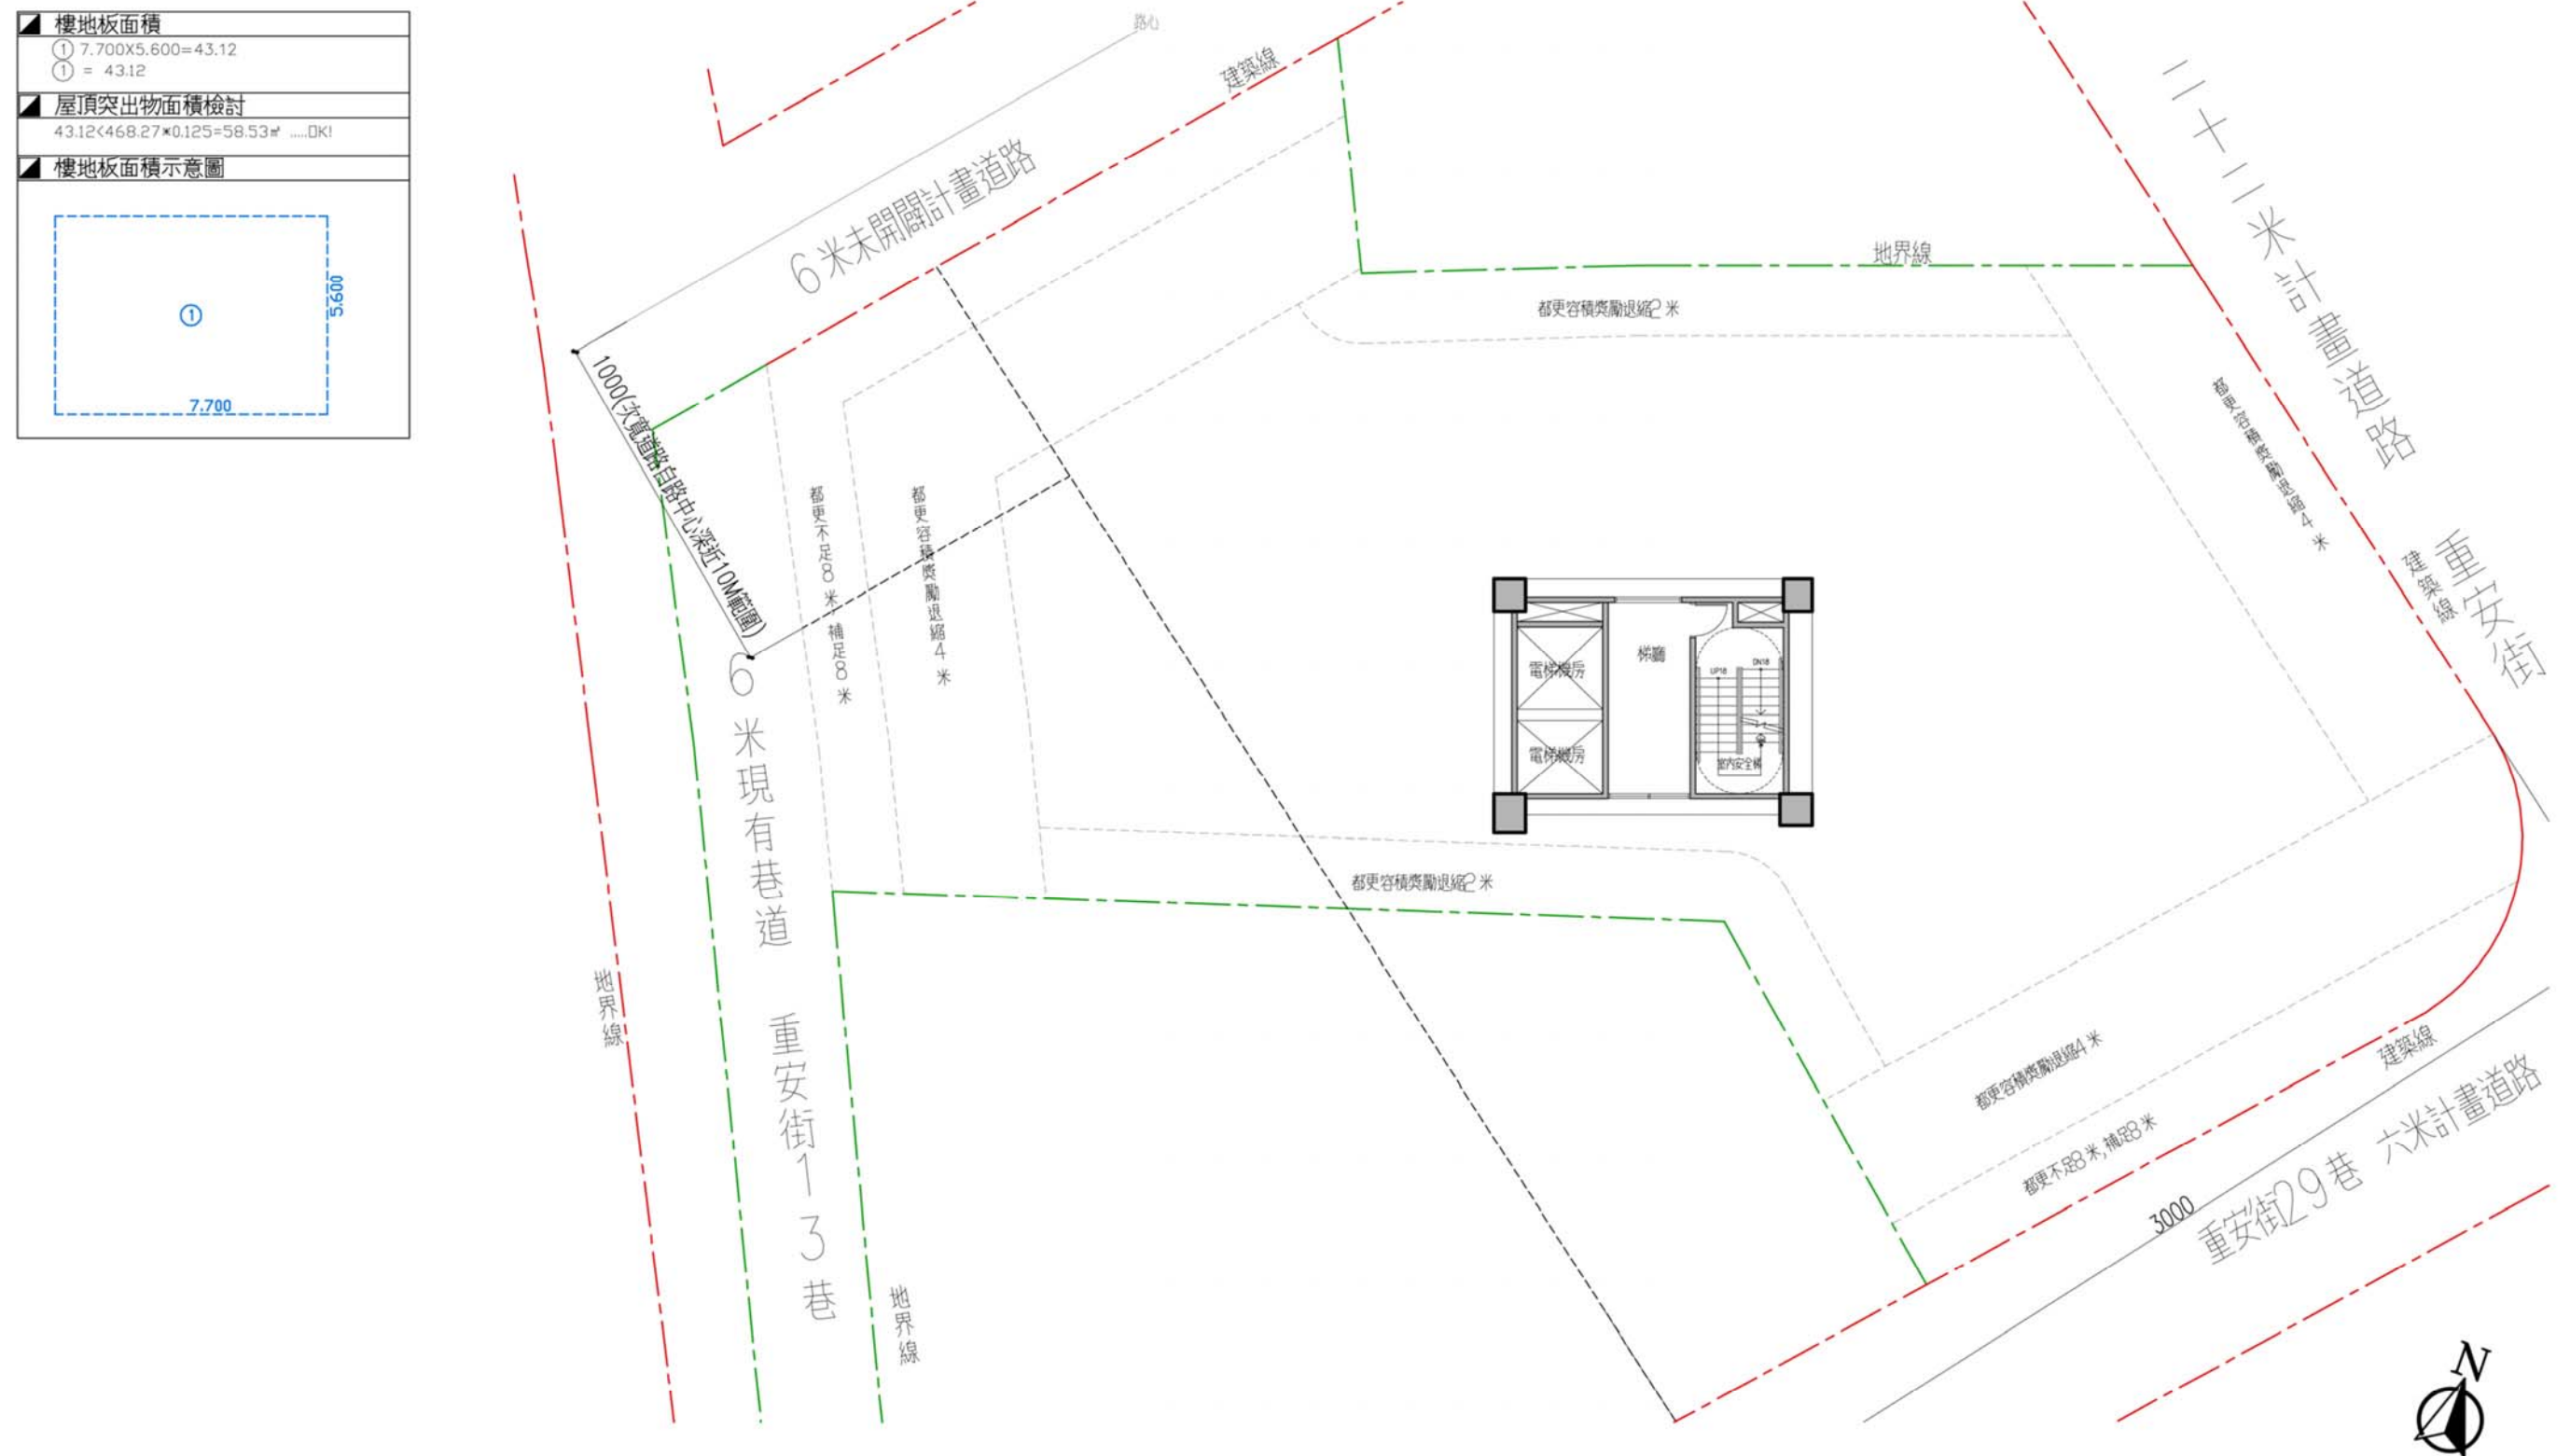 樓地板面積
① 7.700X5.600=43.12
① = 43.12
屋頂突出物面積檢討
43.12<468.27*0.125=58.53㎡ .....OK!
樓地板面積示意圖
①
5.600
7.700
路心
建築線
6米未開闢計畫道路
1000(次寬道路自路中心深近10M範圍)
地界線
都更容積獎勵退縮2米
二十二米計畫道路
重安街
都更容積獎勵退縮4米
建築線
都更不足8米,補足8米
都更容積獎勵退縮4米
6米現有巷道
重安街13巷
地界線
地界線
電梯機房
電梯機房
梯廳
UP18
DN18
室內安全梯
都更容積獎勵退縮2米
都更容積獎勵退縮4米
都更不足8米,補足8米
建築線
3000
重安街29巷 六米計畫道路
N